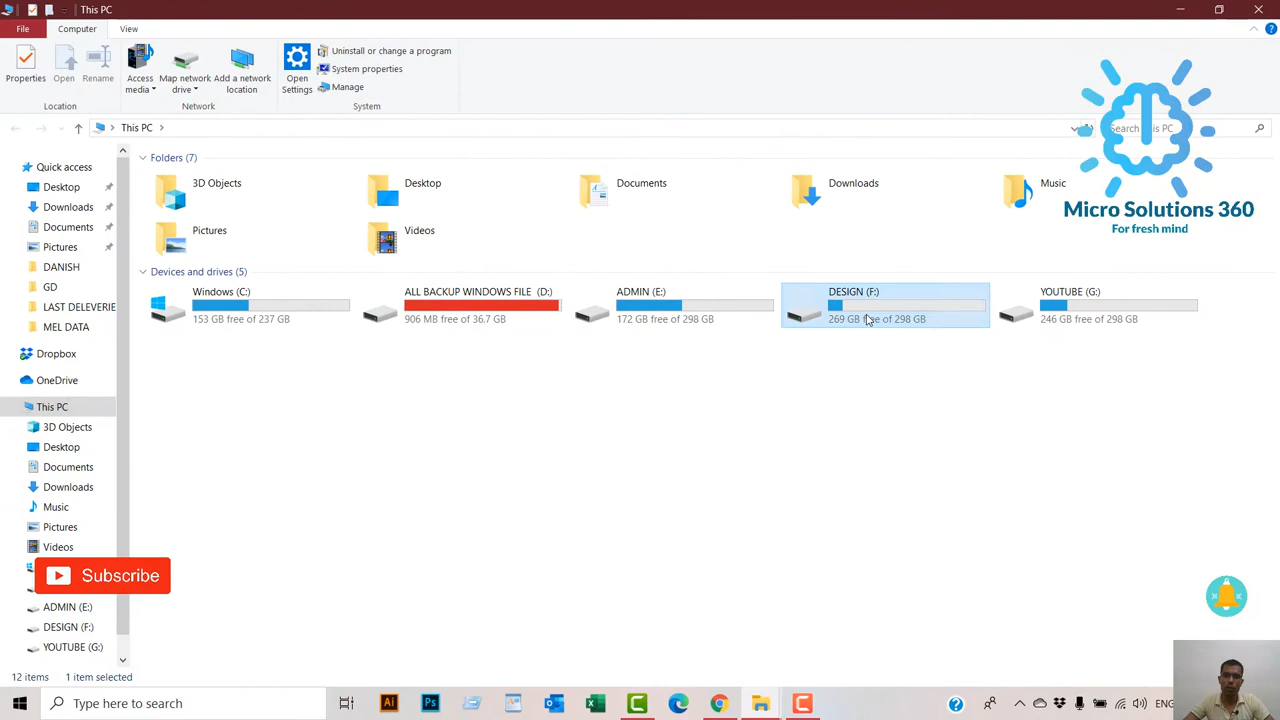 This PC
File
Computer
View
Properties
Open
Rename
Access media
Map network drive
Add a network location
Open Settings
Uninstall or change a program
System properties
Manage
Location
Network
System
This PC
Search This PC
Micro Solutions 360
For fresh mind
Quick access
Desktop
Downloads
Documents
Pictures
DANISH
GD
LAST DELEVERIE
MEL DATA
Dropbox
OneDrive
This PC
3D Objects
Desktop
Documents
Downloads
Music
Pictures
Videos
Subscribe
ADMIN (E:)
DESIGN (F:)
YOUTUBE (G:)
Folders (7)
3D Objects
Desktop
Documents
Downloads
Music
Pictures
Videos
Devices and drives (5)
Windows (C:)
153 GB free of 237 GB
ALL BACKUP WINDOWS FILE (D:)
906 MB free of 36.7 GB
ADMIN (E:)
172 GB free of 298 GB
DESIGN (F:)
269 GB free of 298 GB
YOUTUBE (G:)
246 GB free of 298 GB
12 items
1 item selected
Type here to search
Ai
Ps
ENG